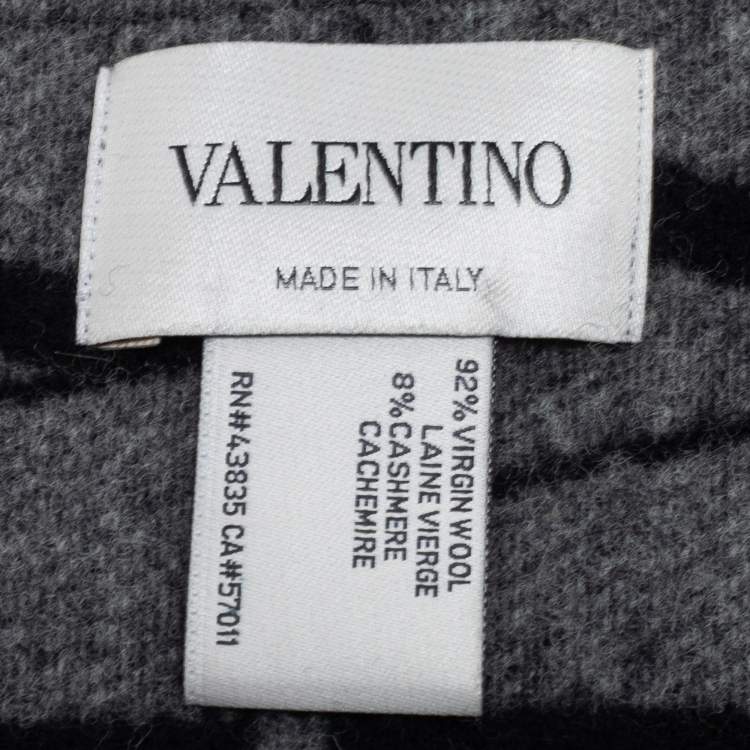 VALENTINO
MADE IN ITALY
92% VIRGIN WOOL
LAINE VIERGE
8%CASHMERE
CACHEMIRE
RN#43835 CA#57011